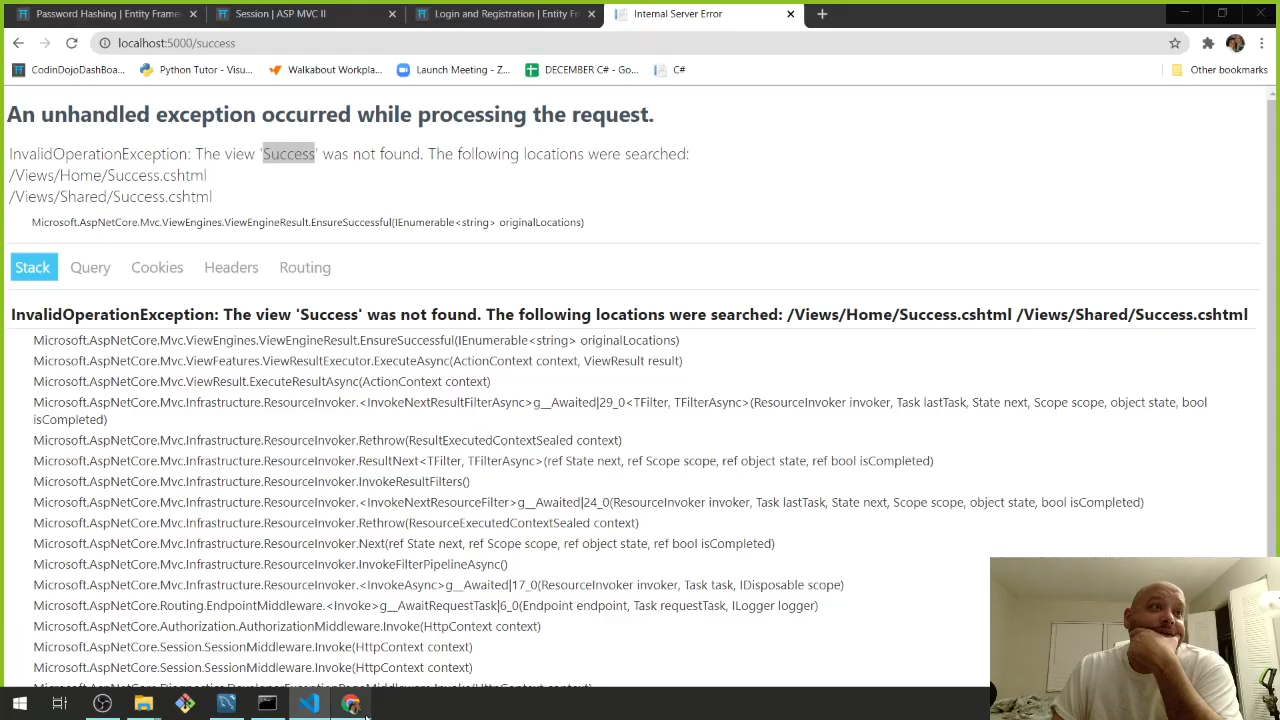 Password Hashing | Entity Frame
Session | ASP MVC II
Login and Registration | Entity Fr
Internal Server Error
localhost:5000/success
CodinDojoDashBoa...
Python Tutor - Visu...
Walkabout Workpla...
Launch Meeting - Z...
DECEMBER C# - Go...
C#
Other bookmarks
An unhandled exception occurred while processing the request.
InvalidOperationException: The view 'Success' was not found. The following locations were searched:
/Views/Home/Success.cshtml
/Views/Shared/Success.cshtml
Microsoft.AspNetCore.Mvc.ViewEngines.ViewEngineResult.EnsureSuccessful(IEnumerable<string> originalLocations)
Stack Query Cookies Headers Routing
InvalidOperationException: The view 'Success' was not found. The following locations were searched: /Views/Home/Success.cshtml /Views/Shared/Success.cshtml
Microsoft.AspNetCore.Mvc.ViewEngines.ViewEngineResult.EnsureSuccessful(IEnumerable<string> originalLocations)
Microsoft.AspNetCore.Mvc.ViewFeatures.ViewResultExecutor.ExecuteAsync(ActionContext context, ViewResult result)
Microsoft.AspNetCore.Mvc.ViewResult.ExecuteResultAsync(ActionContext context)
Microsoft.AspNetCore.Mvc.Infrastructure.ResourceInvoker.<InvokeNextResultFilterAsync>g__Awaited|29_0<TFilter, TFilterAsync>(ResourceInvoker invoker, Task lastTask, State next, Scope scope, object state, bool
isCompleted)
Microsoft.AspNetCore.Mvc.Infrastructure.ResourceInvoker.Rethrow(ResultExecutedContextSealed context)
Microsoft.AspNetCore.Mvc.Infrastructure.ResourceInvoker.ResultNext<TFilter, TFilterAsync>(ref State next, ref Scope scope, ref object state, ref bool isCompleted)
Microsoft.AspNetCore.Mvc.Infrastructure.ResourceInvoker.InvokeResultFilters()
Microsoft.AspNetCore.Mvc.Infrastructure.ResourceInvoker.<InvokeNextResourceFilter>g__Awaited|24_0(ResourceInvoker invoker, Task lastTask, State next, Scope scope, object state, bool isCompleted)
Microsoft.AspNetCore.Mvc.Infrastructure.ResourceInvoker.Rethrow(ResourceExecutedContextSealed context)
Microsoft.AspNetCore.Mvc.Infrastructure.ResourceInvoker.Next(ref State next, ref Scope scope, ref object state, ref bool isCompleted)
Microsoft.AspNetCore.Mvc.Infrastructure.ResourceInvoker.InvokeFilterPipelineAsync()
Microsoft.AspNetCore.Mvc.Infrastructure.ResourceInvoker.<InvokeAsync>g__Awaited|17_0(ResourceInvoker invoker, Task task, IDisposable scope)
Microsoft.AspNetCore.Routing.EndpointMiddleware.<Invoke>g__AwaitRequestTask|6_0(Endpoint endpoint, Task requestTask, ILogger logger)
Microsoft.AspNetCore.Authorization.AuthorizationMiddleware.Invoke(HttpContext context)
Microsoft.AspNetCore.Session.SessionMiddleware.Invoke(HttpContext context)
Microsoft.AspNetCore.Session.SessionMiddleware.Invoke(HttpContext context)